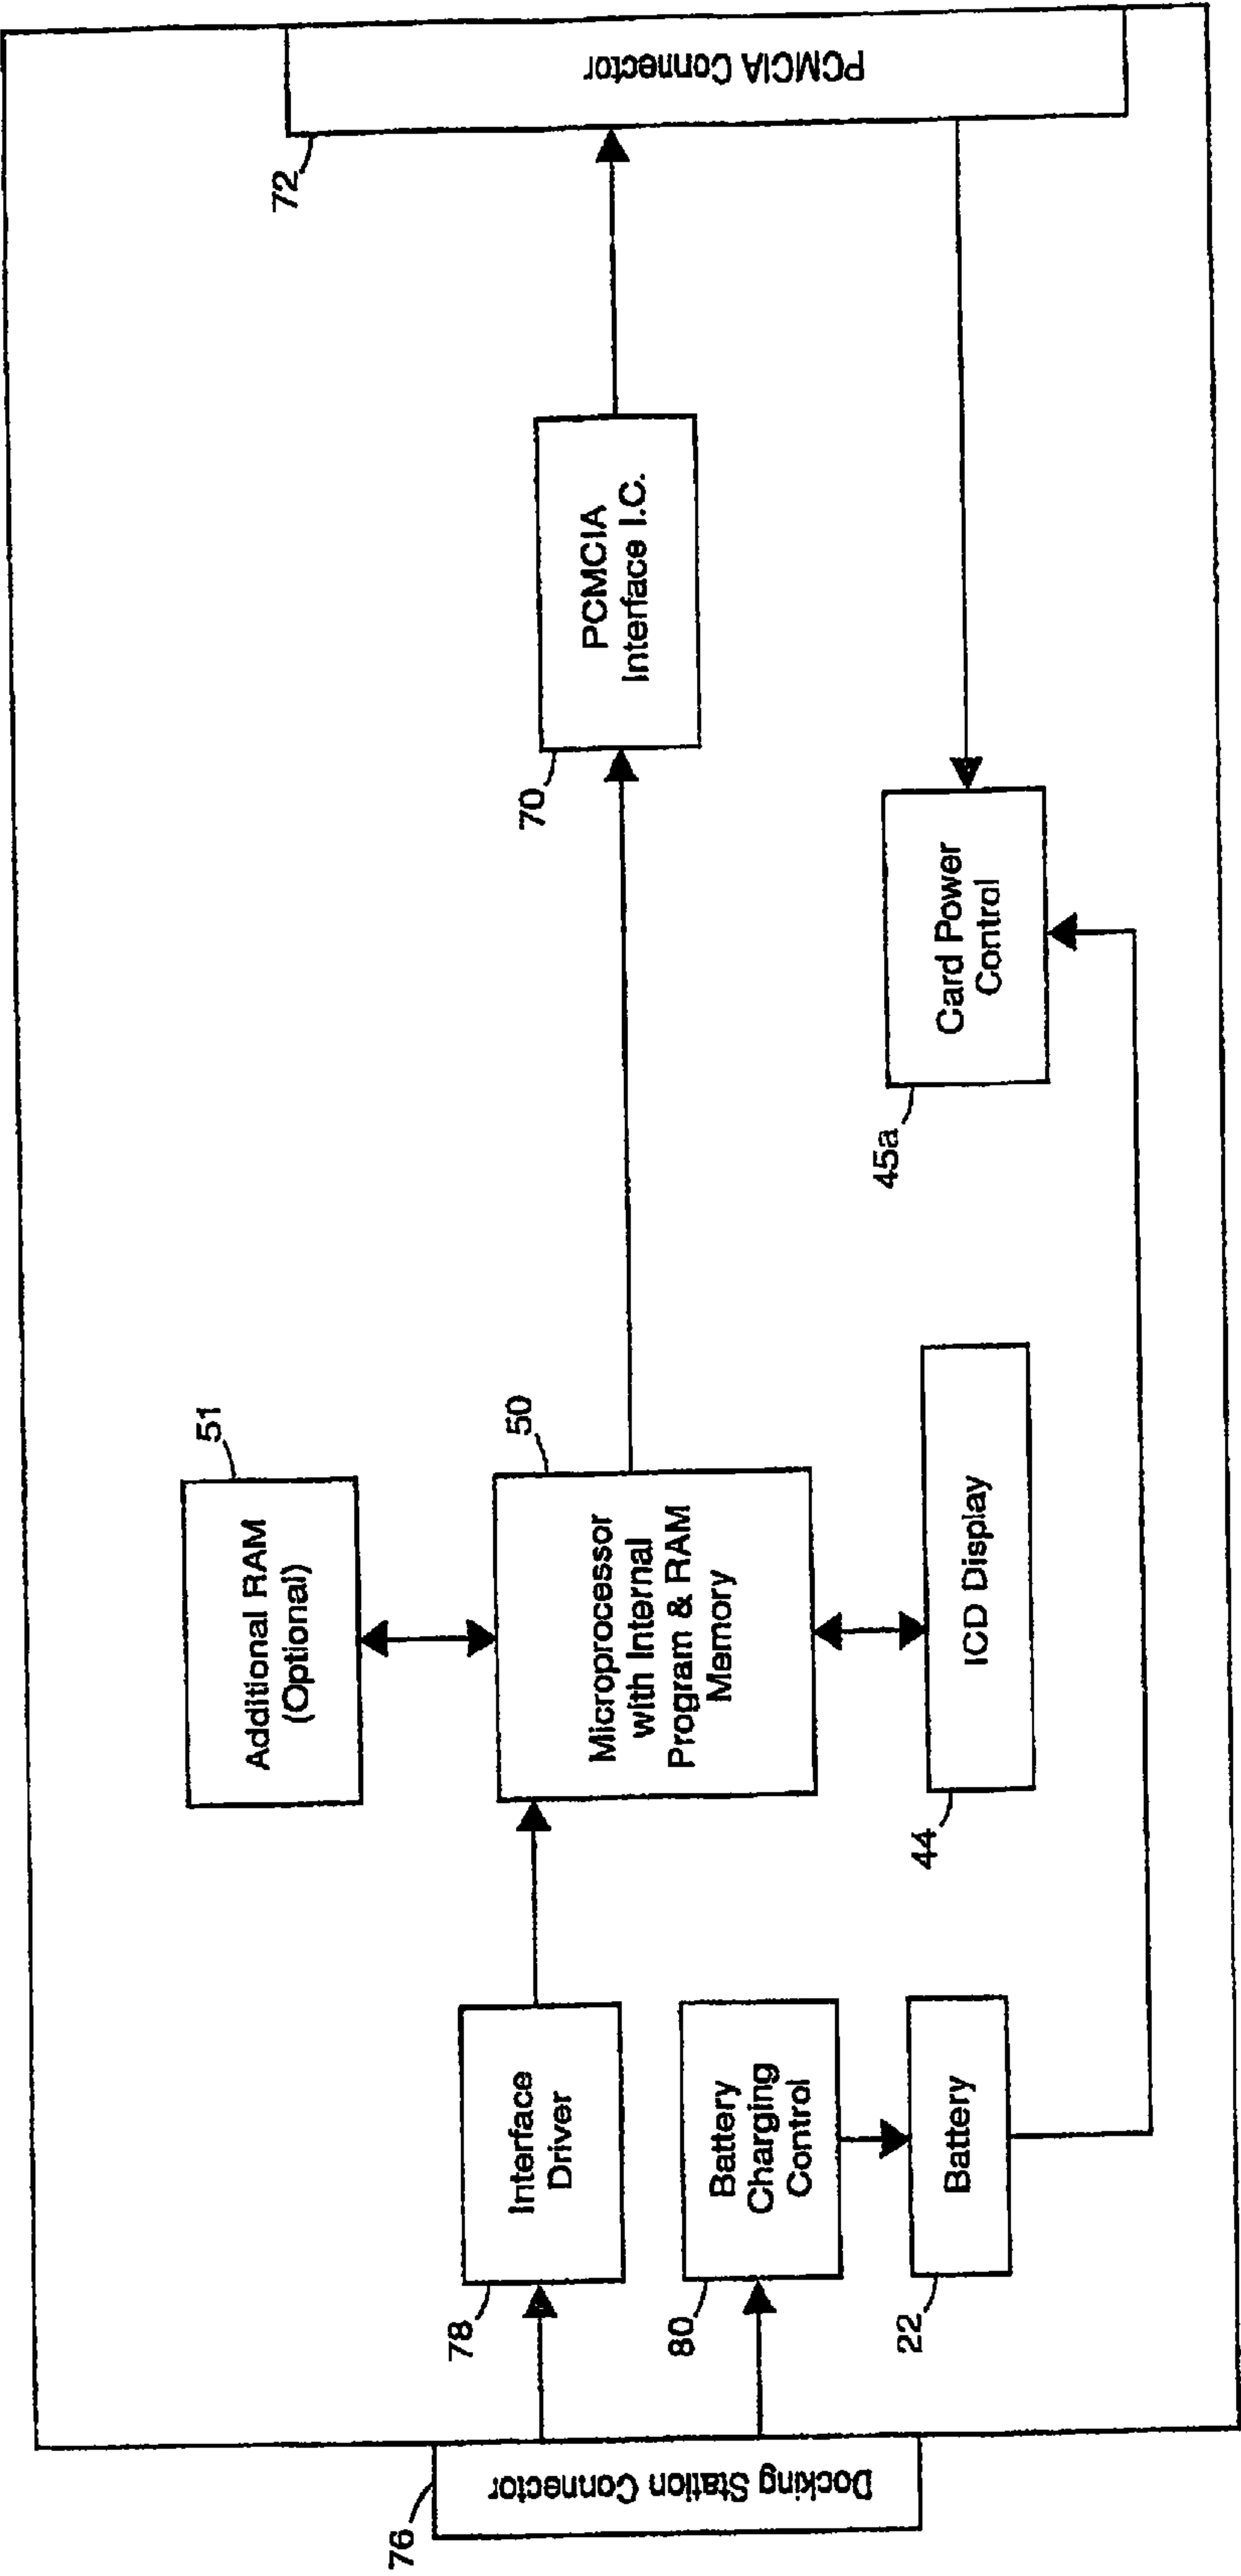 51
Additional RAM
(Optional)
72
PCMCIA Connector
76
Docking Station Connector
78
Interface
Driver
50
Microprocessor
with Internal
Program & RAM
Memory
70
PCMCIA
Interface I.C.
80
Battery
Charging
Control
22
Battery
44
ICD Display
45a
Card Power
Control